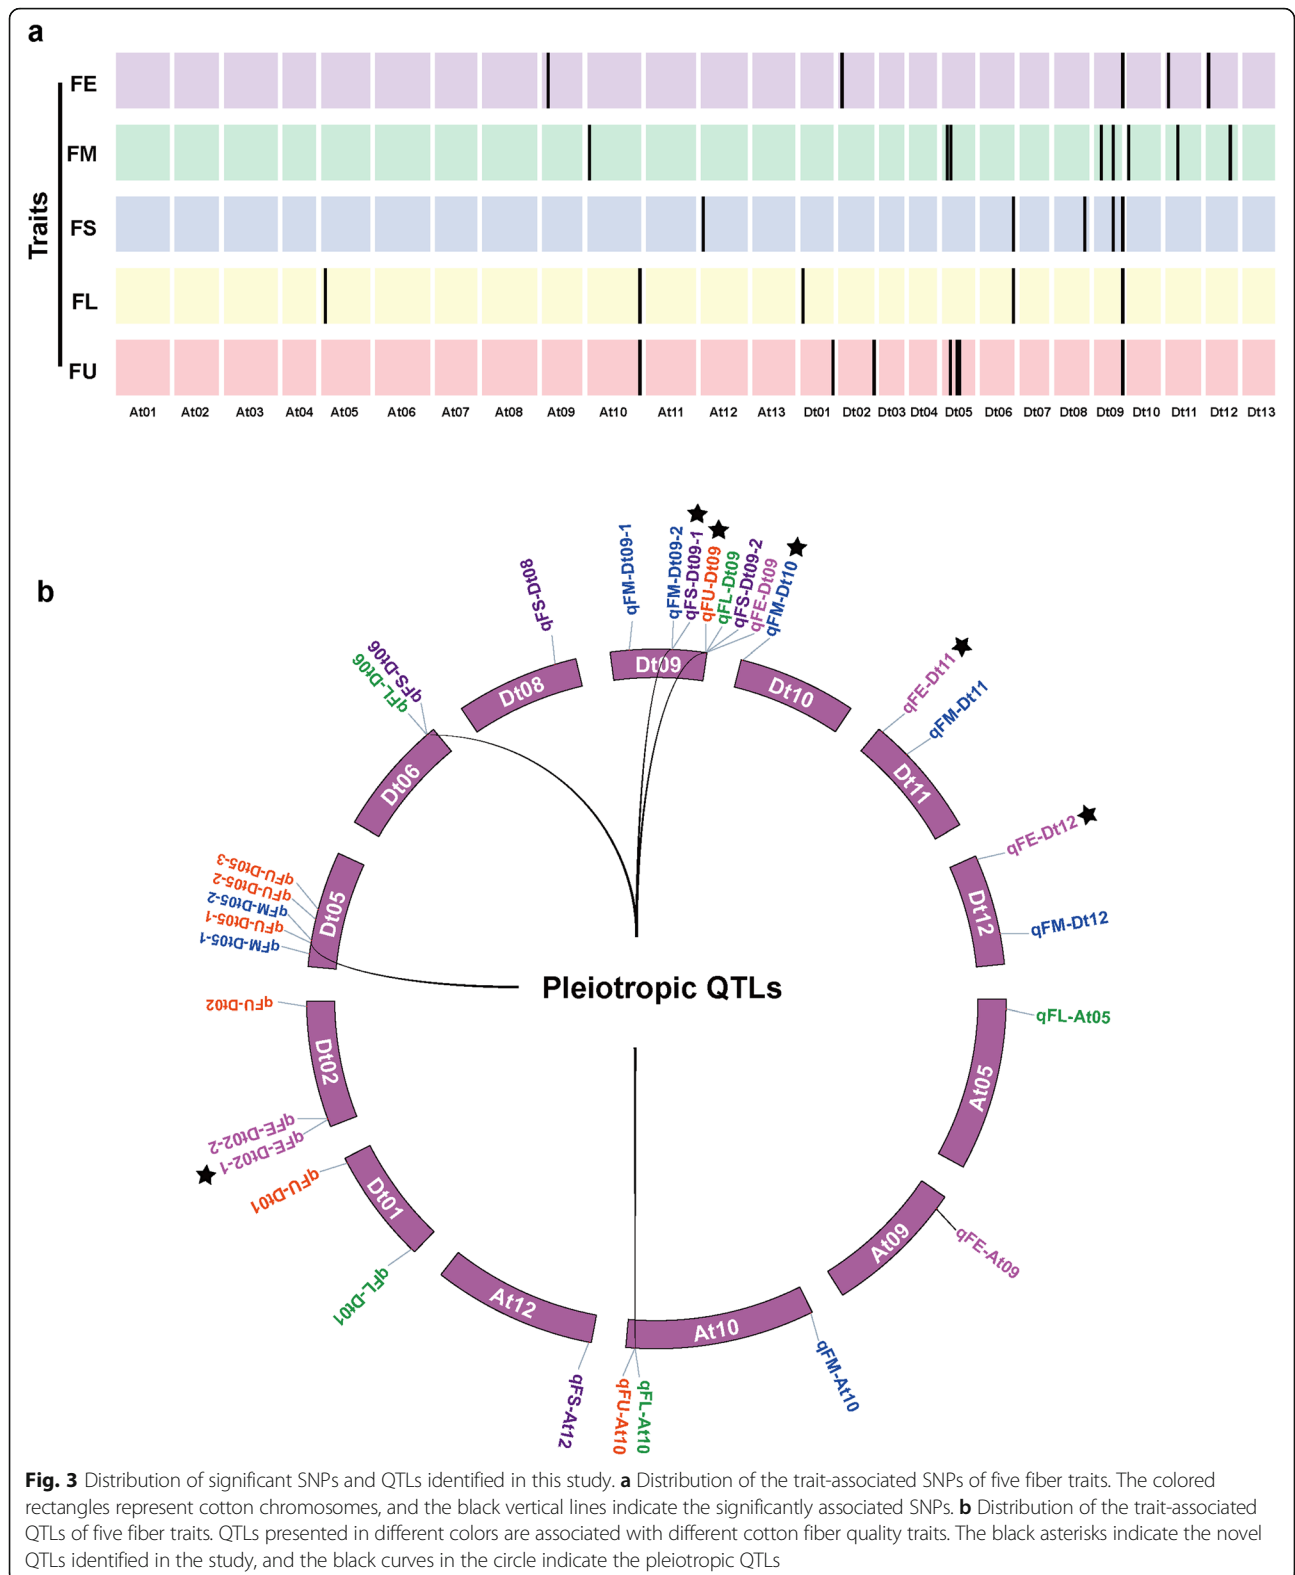 a
Traits
FE
FM
FS
FL
FU
At01 At02 At03 At04 At05 At06 At07 At08 At09 At10 At11 At12 At13 Dt01 Dt02 Dt03 Dt04 Dt05 Dt06 Dt07 Dt08 Dt09 Dt10 Dt11 Dt12 Dt13
b
qFM-Dt09-1
qFM-Dt09-2
qFS-Dt09-1
qFU-Dt09
qFL-Dt09
qFS-Dt09-2
qFE-Dt09
qFM-Dt10
qFE-Dt11
qFM-Dt11
qFE-Dt12
qFM-Dt12
qFL-At05
qFE-At09
qFM-At10
qFL-At10
qFU-At10
qFS-At12
qFL-Dt01
qFU-Dt01
qFE-Dt02-1
qFE-Dt02-2
qFU-Dt02
qFM-Dt05-1
qFU-Dt05-1
qFM-Dt05-2
qFU-Dt05-2
qFU-Dt05-3
qFL-Dt06
qFS-Dt06
qFS-Dt08
Dt09
Dt10
Dt11
Dt12
At05
At09
At10
At12
Dt01
Dt02
Dt05
Dt06
Dt08
Pleiotropic QTLs
Fig. 3 Distribution of significant SNPs and QTLs identified in this study. a Distribution of the trait-associated SNPs of five fiber traits. The colored
rectangles represent cotton chromosomes, and the black vertical lines indicate the significantly associated SNPs. b Distribution of the trait-associated
QTLs of five fiber traits. QTLs presented in different colors are associated with different cotton fiber quality traits. The black asterisks indicate the novel
QTLs identified in the study, and the black curves in the circle indicate the pleiotropic QTLs